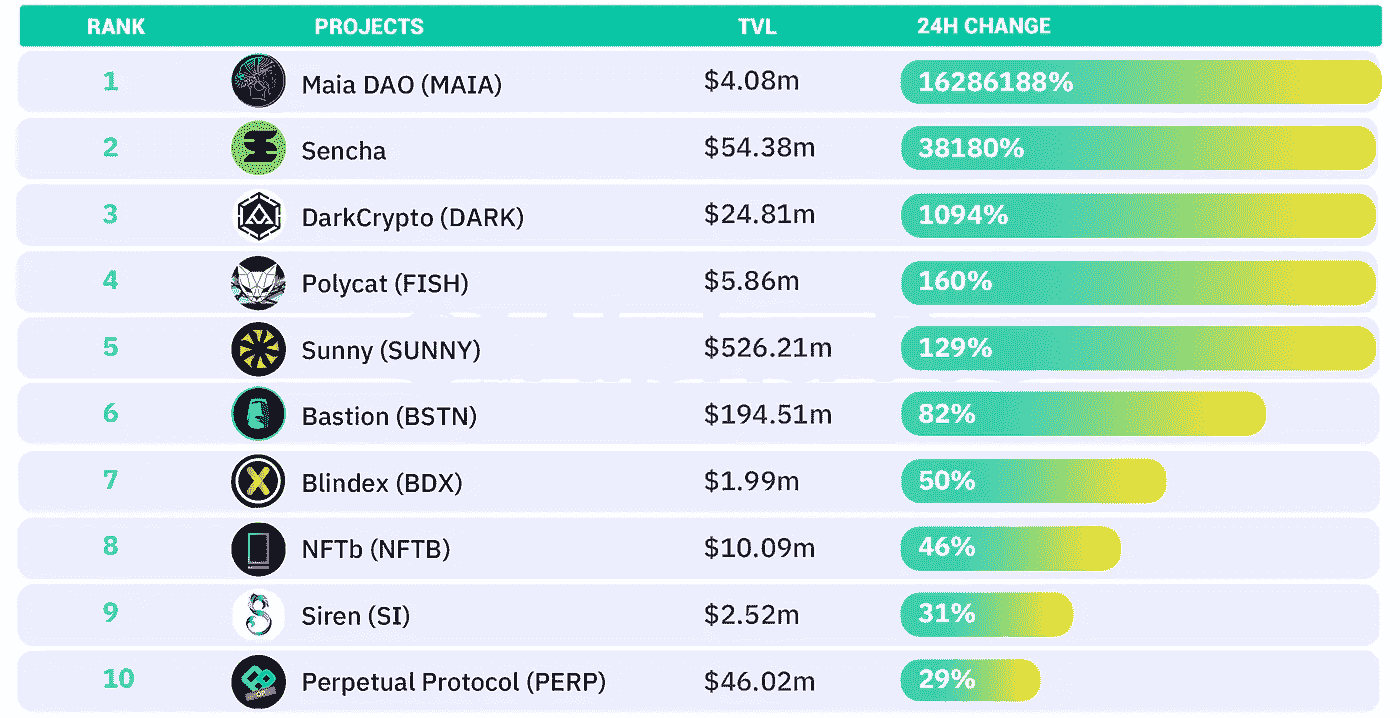 RANK PROJECTS TVL 24H CHANGE
1 Maia DAO (MAIA) $4.08m 16286188%
2 Sencha $54.38m 38180%
3 DarkCrypto (DARK) $24.81m 1094%
4 Polycat (FISH) $5.86m 160%
5 Sunny (SUNNY) $526.21m 129%
6 Bastion (BSTN) $194.51m 82%
7 Blindex (BDX) $1.99m 50%
8 NFTb (NFTB) $10.09m 46%
9 Siren (SI) $2.52m 31%
10 Perpetual Protocol (PERP) $46.02m 29%